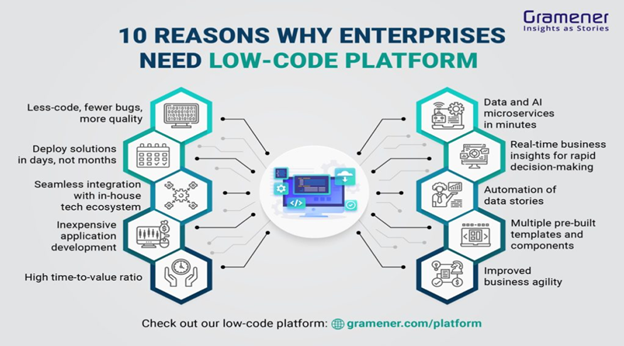 Gramener
Insights as Stories
10 REASONS WHY ENTERPRISES
NEED LOW-CODE PLATFORM
Less-code, fewer bugs,
more quality
Deploy solutions
in days, not months
Seamless integration
with in-house
tech ecosystem
Inexpensive
application
development
High time-to-value ratio
Data and AI
microservices
in minutes
Real-time business
insights for rapid
decision-making
Automation of
data stories
Multiple pre-built
templates and
components
Improved
business agility
Check out our low-code platform: gramener.com/platform